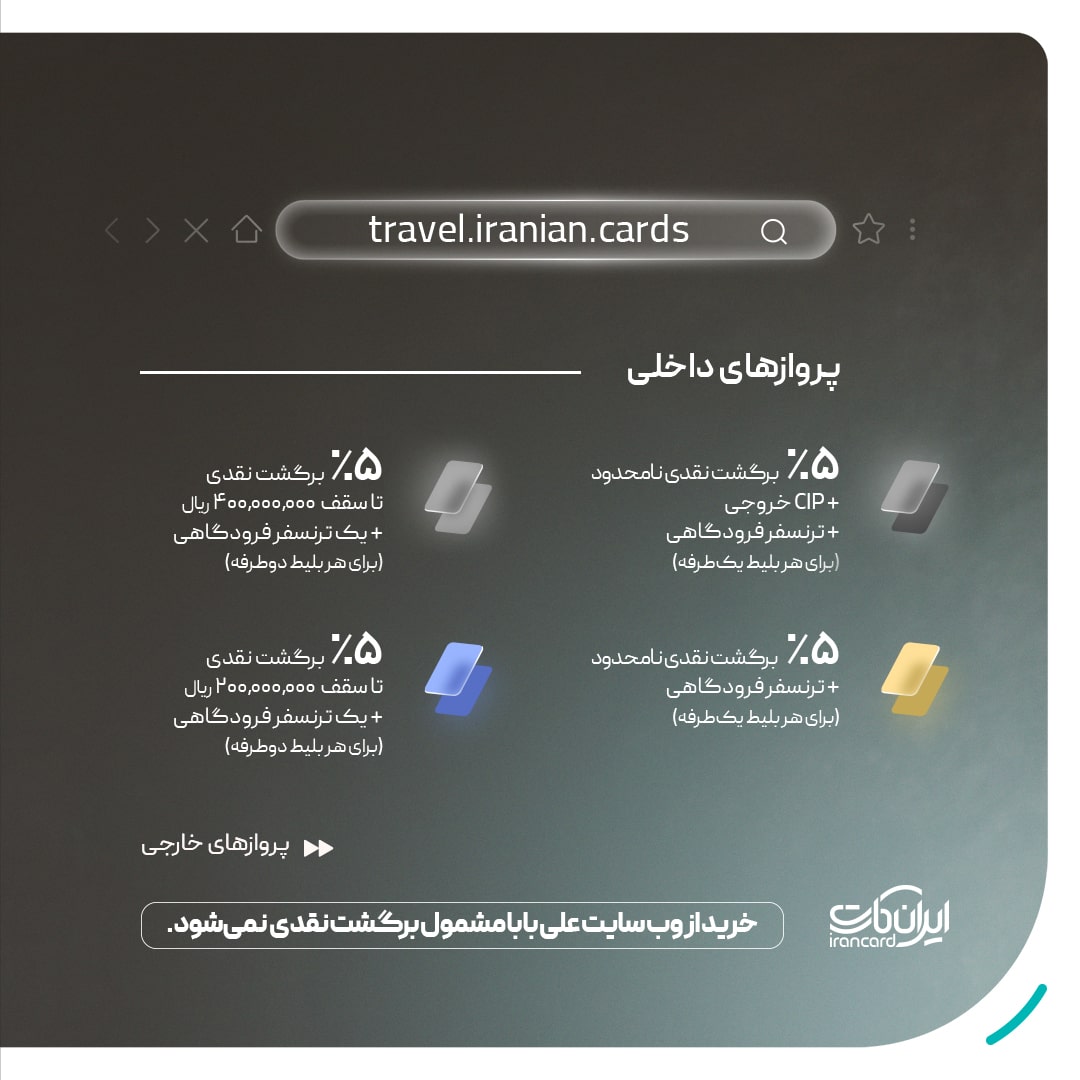 travel.iranian.cards
پروازهای داخلی
۵٪ برگشت نقدی نامحدود
+ CIP خروجی
+ ترنسفر فرودگاهی
(برای هر بلیط یک‌طرفه)
۵٪ برگشت نقدی
تا سقف ۴۰۰,۰۰۰,۰۰۰ ریال
+ یک ترنسفر فرودگاهی
(برای هر بلیط دوطرفه)
۵٪ برگشت نقدی نامحدود
+ ترنسفر فرودگاهی
(برای هر بلیط یک‌طرفه)
۵٪ برگشت نقدی
تا سقف ۲۰۰,۰۰۰,۰۰۰ ریال
+ یک ترنسفر فرودگاهی
(برای هر بلیط دوطرفه)
پروازهای خارجی
ایران‌کارت
irancard
خرید از وب سایت علی بابا مشمول برگشت نقدی نمی‌شود.